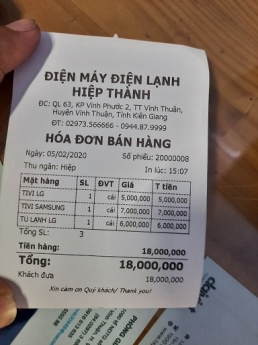 ĐIỆN MÁY ĐIỆN LẠNH
HIỆP THÀNH
ĐC: QL 63, KP Vĩnh Phước 2, TT Vĩnh Thuận,
Huyện Vĩnh Thuận, Tỉnh Kiên Giang
ĐT: 02973.566666 - 0944.87.9999
HÓA ĐƠN BÁN HÀNG
Ngày: 05/02/2020 Số phiếu: 20000008
Thu ngân: Hiệp In lúc: 15:07
Mặt hàng SL ĐVT Giá T tiền
TIVI LG 1 cái 5,000,000 5,000,000
TIVI SAMSUNG 1 cái 7,000,000 7,000,000
TỦ LẠNH LG 1 cái 6,000,000 6,000,000
Tổng SL: 3
Tiền hàng: 18,000,000
Tổng: 18,000,000
Khách đưa 18,000,000
Xin cảm ơn Quý khách/ Thank you!